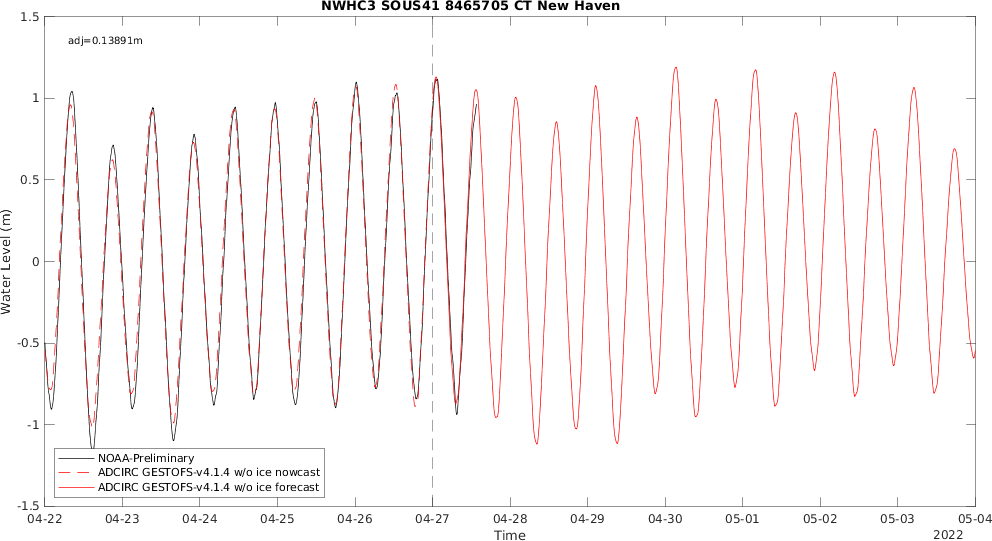 NWHC3 SOUS41 8465705 CT New Haven
adj=0.13891m
1.5
1
0.5
0
-0.5
-1
-1.5
Water Level (m)
NOAA-Preliminary
ADCIRC GESTOFS-v4.1.4 w/o ice nowcast
ADCIRC GESTOFS-v4.1.4 w/o ice forecast
04-22 04-23 04-24 04-25 04-26 04-27 04-28 04-29 04-30 05-01 05-02 05-03 05-04
Time
2022